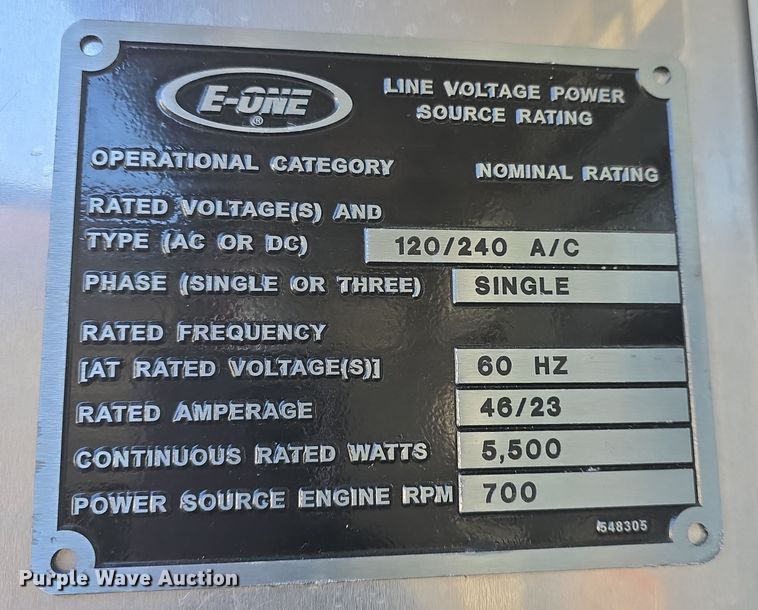 E-ONE
®
LINE VOLTAGE POWER
SOURCE RATING
OPERATIONAL CATEGORY NOMINAL RATING
RATED VOLTAGE(S) AND
TYPE (AC OR DC) 120/240 A/C
PHASE (SINGLE OR THREE) SINGLE
RATED FREQUENCY
[AT RATED VOLTAGE(S)] 60 HZ
RATED AMPERAGE 46/23
CONTINUOUS RATED WATTS 5,500
POWER SOURCE ENGINE RPM 700
548305
Purple Wave Auction